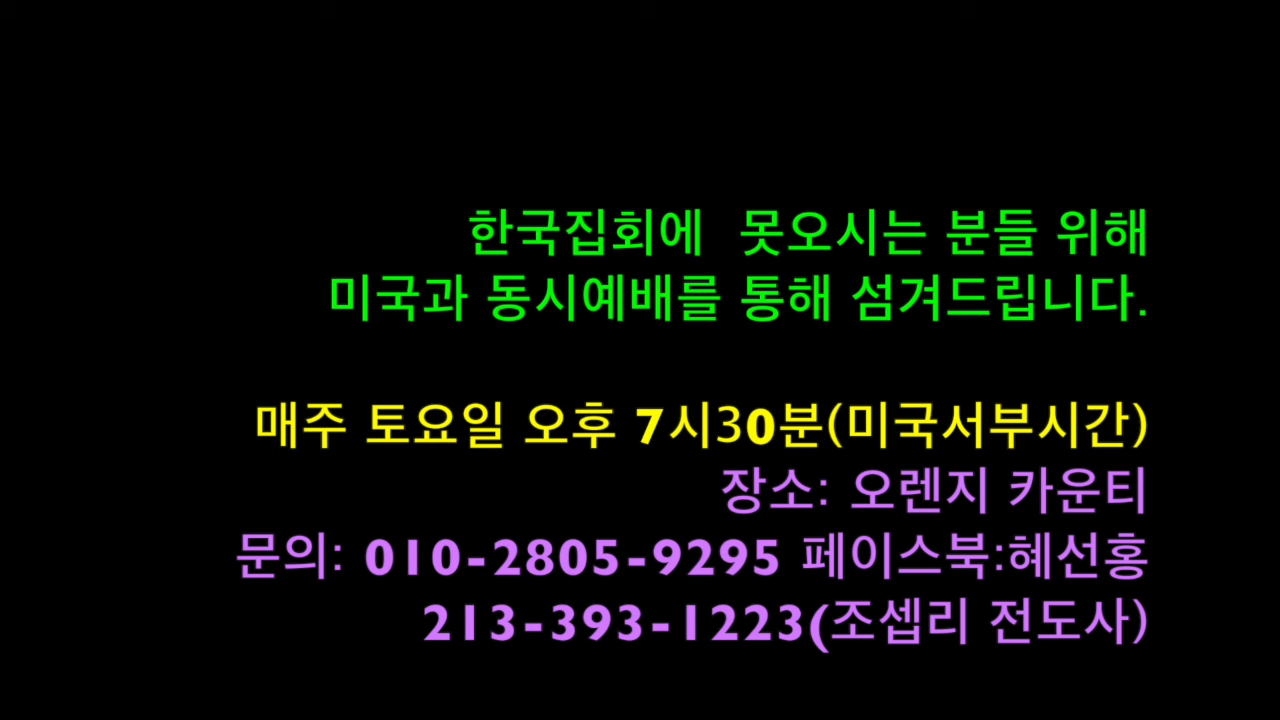 한국집회에 못오시는 분들 위해
미국과 동시예배를 통해 섬겨드립니다.
매주 토요일 오후 7시30분(미국서부시간)
장소: 오렌지 카운티
문의: 010-2805-9295 페이스북:혜선홍
213-393-1223(조셉리 전도사)